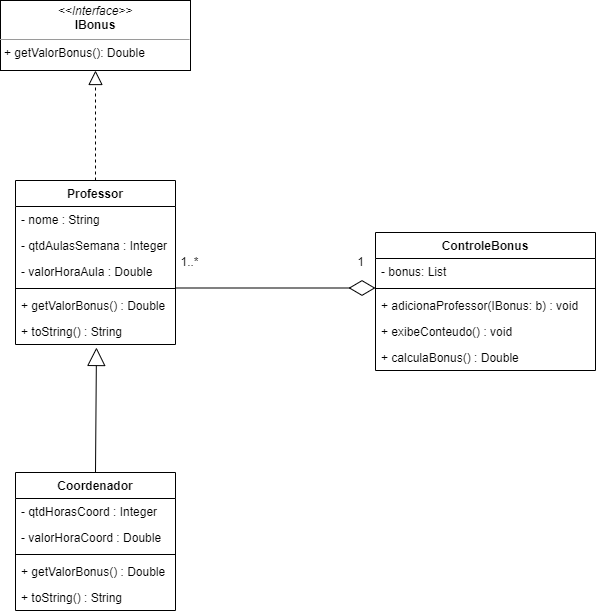 <<Interface>>
IBonus
+ getValorBonus(): Double
Professor
- nome : String
- qtdAulasSemana : Integer
- valorHoraAula : Double
+ getValorBonus() : Double
+ toString() : String
1..*
1
ControleBonus
- bonus: List
+ adicionaProfessor(IBonus: b) : void
+ exibeConteudo() : void
+ calculaBonus() : Double
Coordenador
- qtdHorasCoord : Integer
- valorHoraCoord : Double
+ getValorBonus() : Double
+ toString() : String